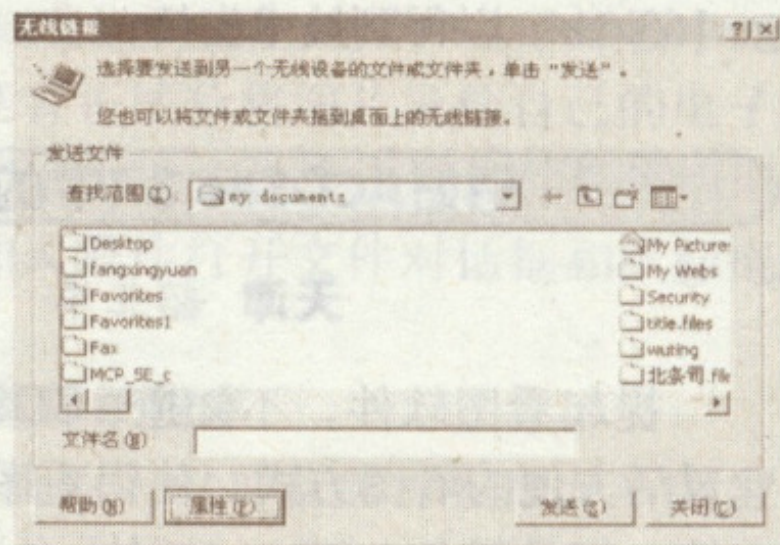 无线链接
选择要发送到另一个无线设备的文件或文件夹，单击“发送”。
您也可以将文件或文件夹拖到桌面上的无线链接。
发送文件
查找范围(I) my documents
Desktop My Pictures
fangxingyuan My Webs
Favorites Security
Favorites1 title.files
Fax wuting
MCP_SE_c 北条司.file
文件名(N)
帮助(H) 属性(P) 发送(S) 关闭(C)